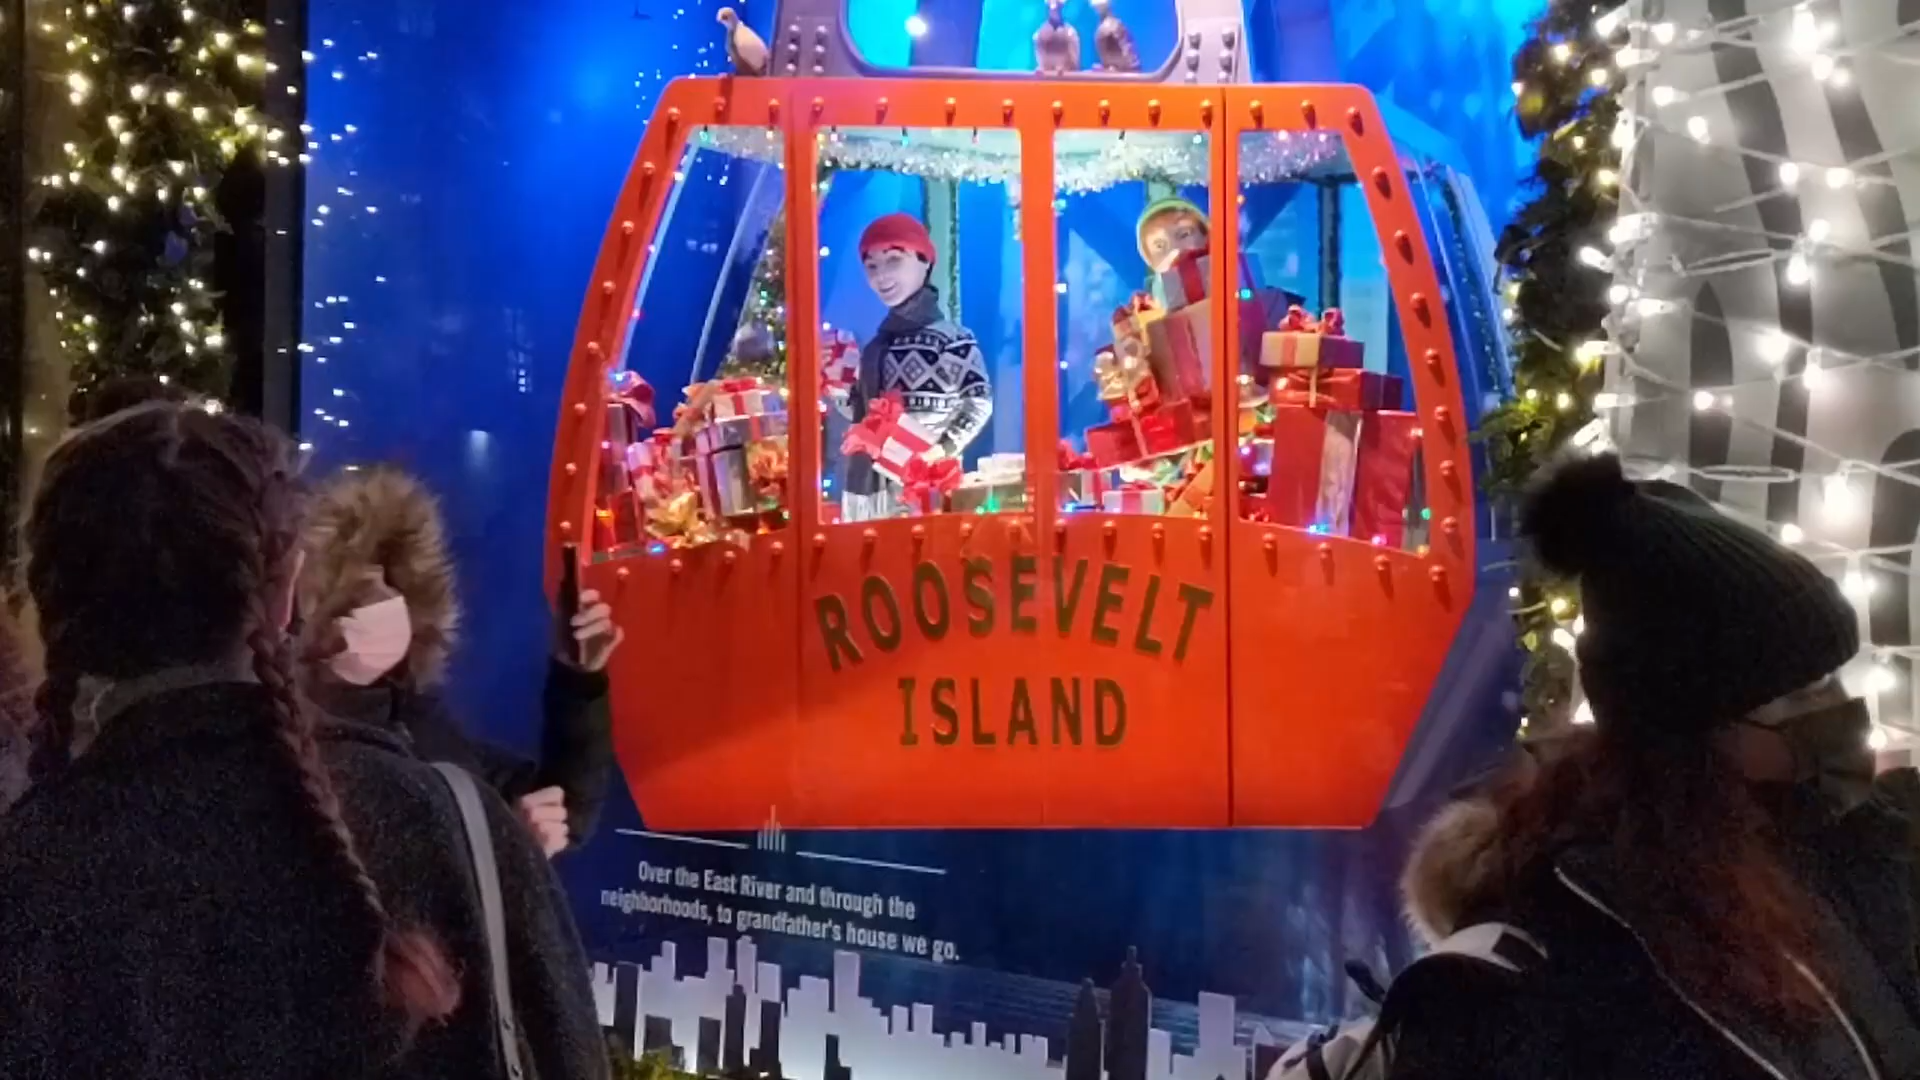 ROOSEVELT
ISLAND
Over the East River and through the
neighborhoods, to grandfather's house we go.